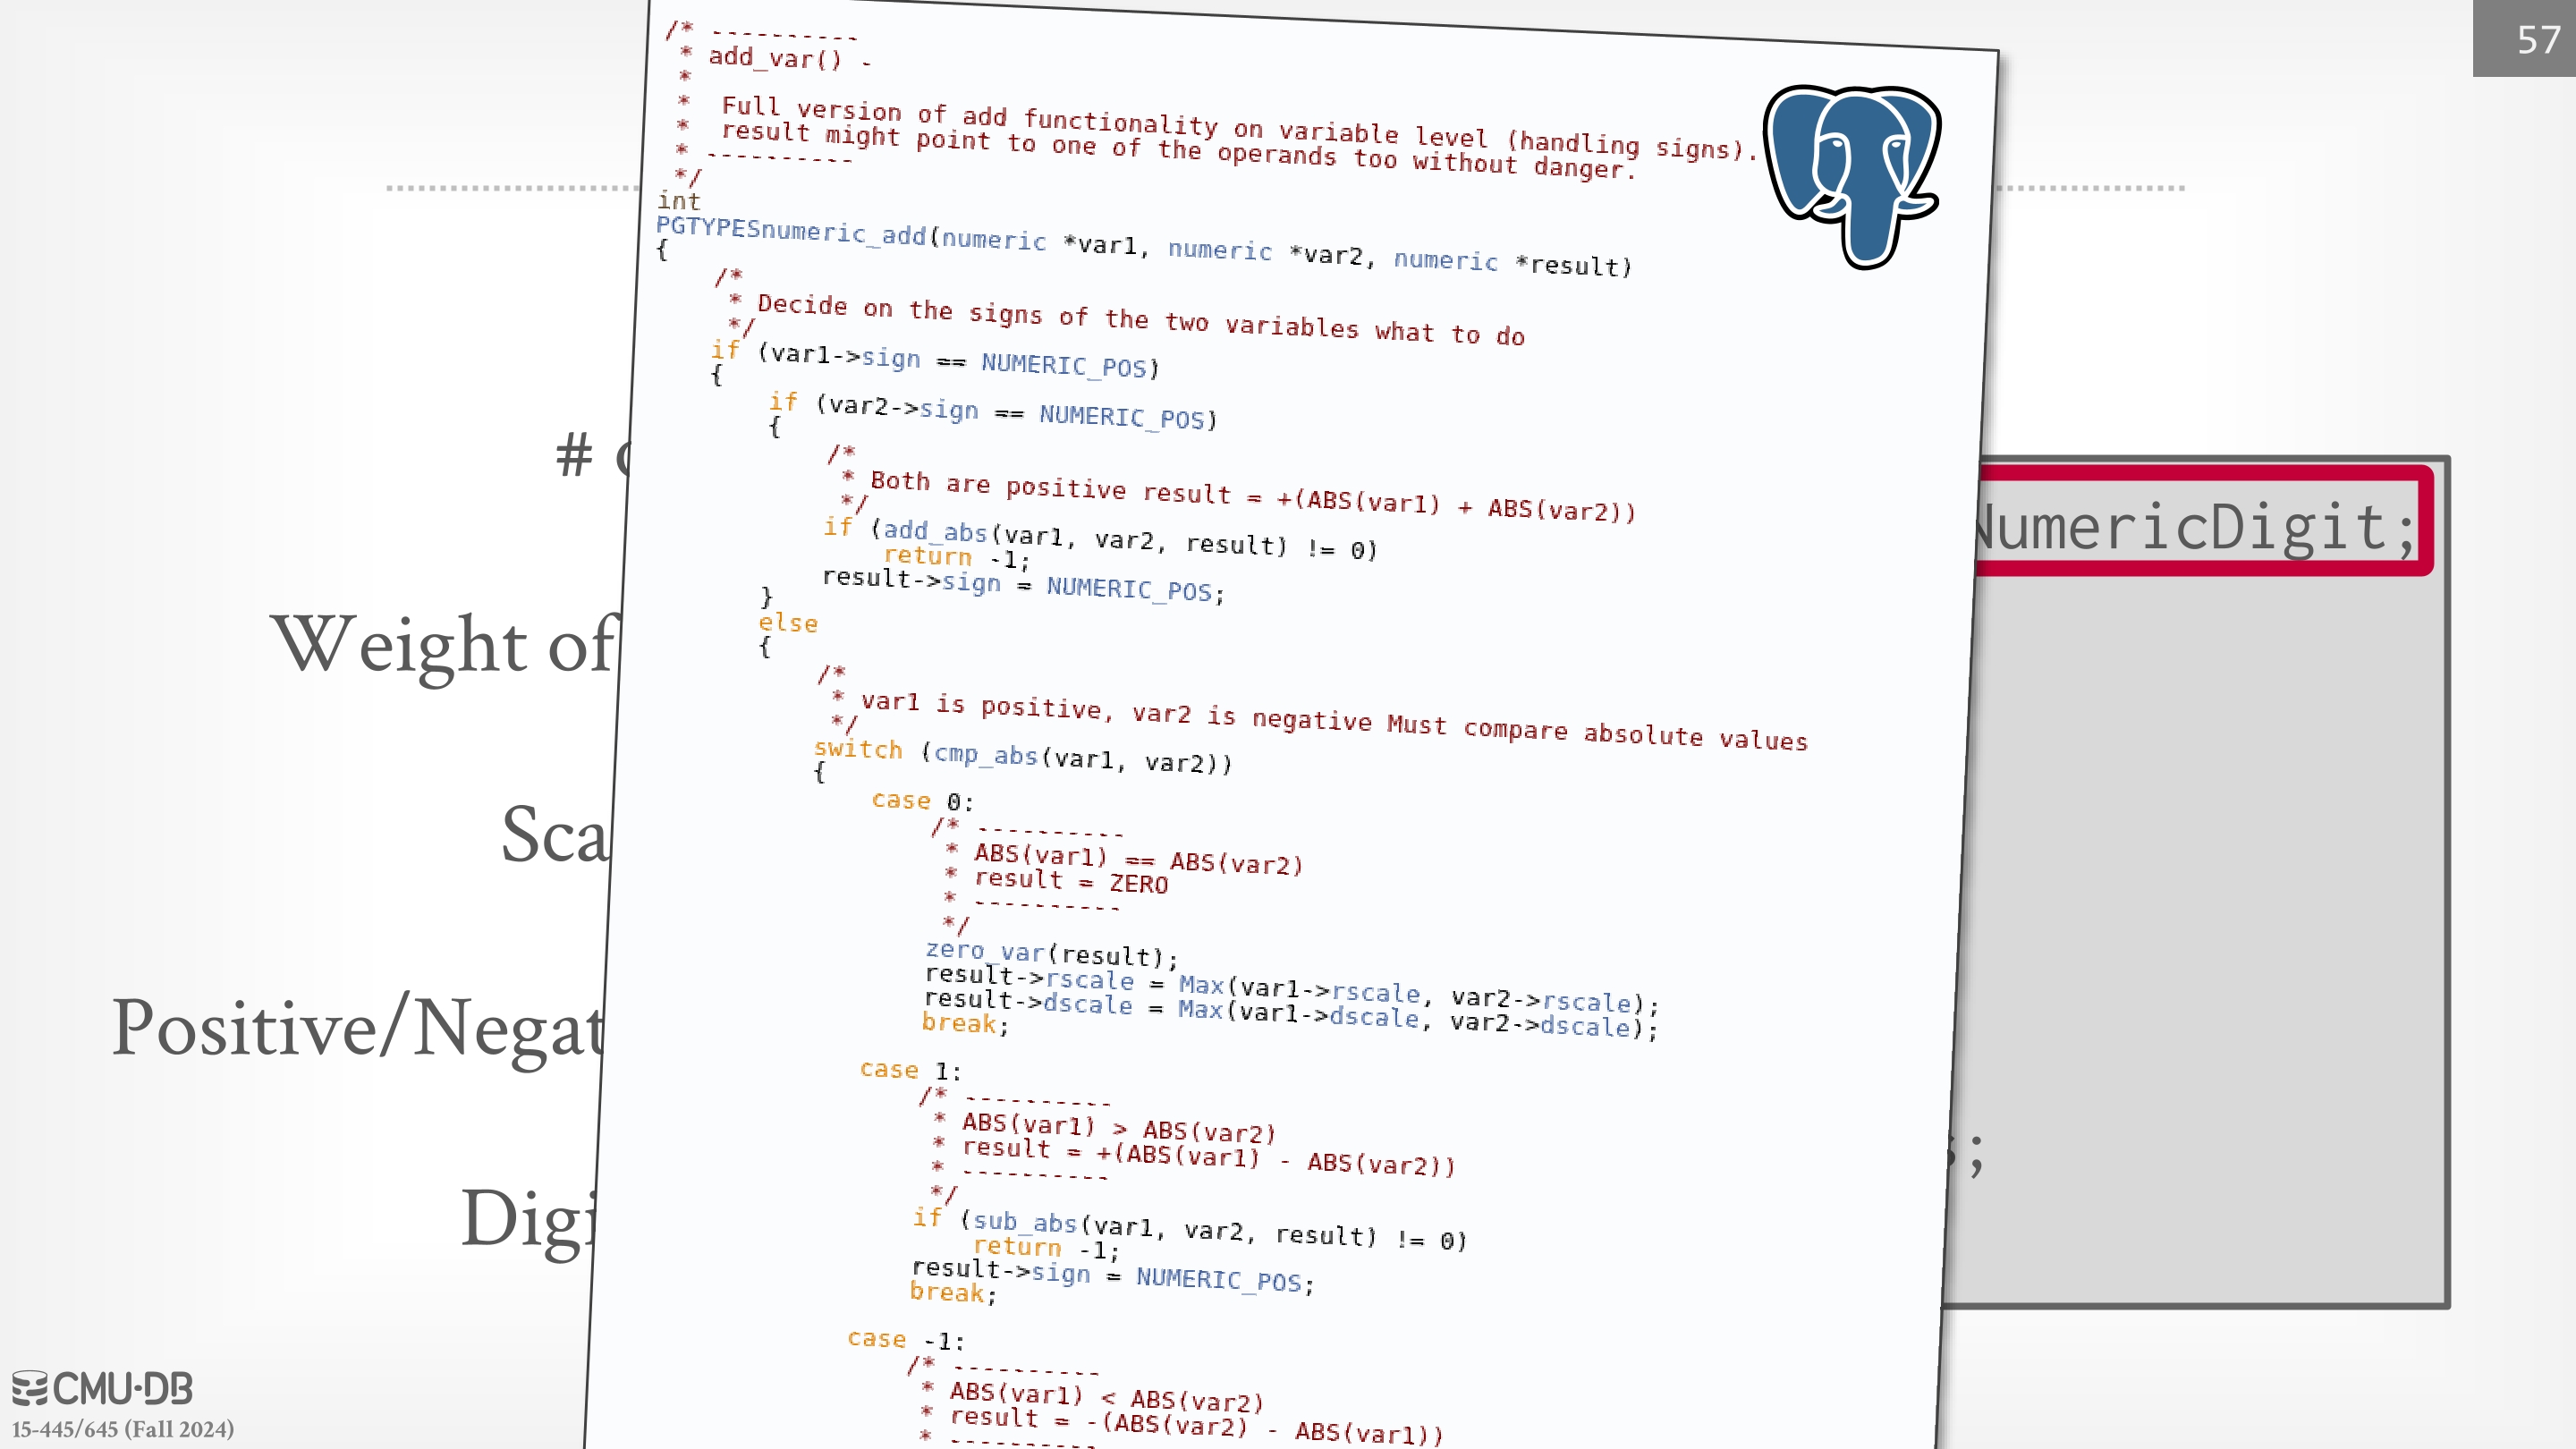 57
/* ----------
 * add_var() -
 *
 *  Full version of add functionality on variable level (handling signs).
 *  result might point to one of the operands too without danger.
 * ----------
 */
int
PGTYPESnumeric_add(numeric *var1, numeric *var2, numeric *result)
{
    /*
     * Decide on the signs of the two variables what to do
     */
    if (var1->sign == NUMERIC_POS)
    {
        if (var2->sign == NUMERIC_POS)
        {
            /*
             * Both are positive result = +(ABS(var1) + ABS(var2))
             */
            if (add_abs(var1, var2, result) != 0)
                return -1;
            result->sign = NUMERIC_POS;
        }
        else
        {
            /*
             * var1 is positive, var2 is negative Must compare absolute values
             */
            switch (cmp_abs(var1, var2))
            {
                case 0:
                    /* ----------
                     * ABS(var1) == ABS(var2)
                     * result = ZERO
                     * ----------
                     */
                    zero_var(result);
                    result->rscale = Max(var1->rscale, var2->rscale);
                    result->dscale = Max(var1->dscale, var2->dscale);
                    break;
                case 1:
                    /* ----------
                     * ABS(var1) > ABS(var2)
                     * result = +(ABS(var1) - ABS(var2))
                     * ----------
                     */
                    if (sub_abs(var1, var2, result) != 0)
                        return -1;
                    result->sign = NUMERIC_POS;
                    break;
                case -1:
                    /* ----------
                     * ABS(var1) < ABS(var2)
                     * result = -(ABS(var2) - ABS(var1))
                     * ----------
#
Weight of
Sca
Positive/Negat
Digi
NumericDigit;
;
CMU·DB
15-445/645 (Fall 2024)